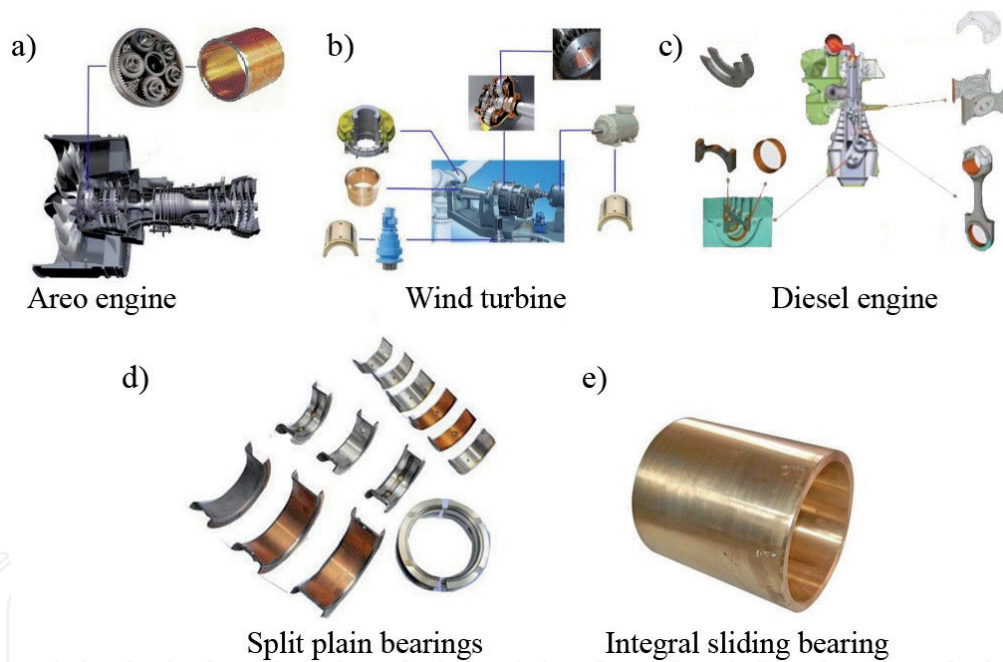 a)
b)
c)
Areo engine
Wind turbine
Diesel engine
d)
e)
Split plain bearings
Integral sliding bearing